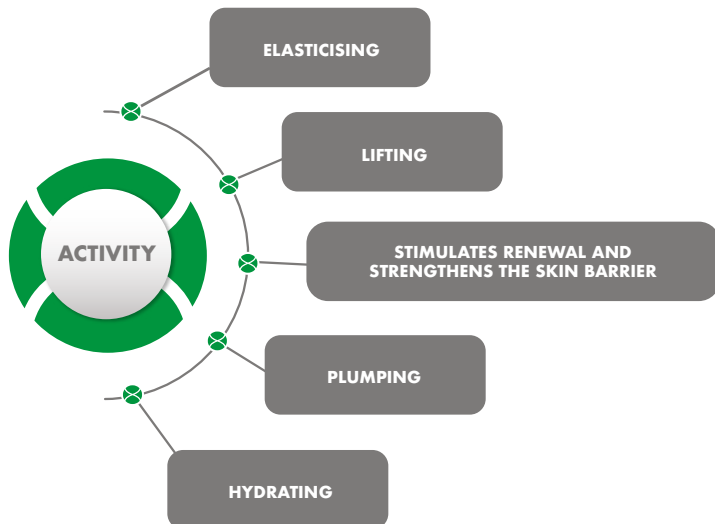 ELASTICISING
LIFTING
ACTIVITY
STIMULATES RENEWAL AND
STRENGTHENS THE SKIN BARRIER
PLUMPING
HYDRATING